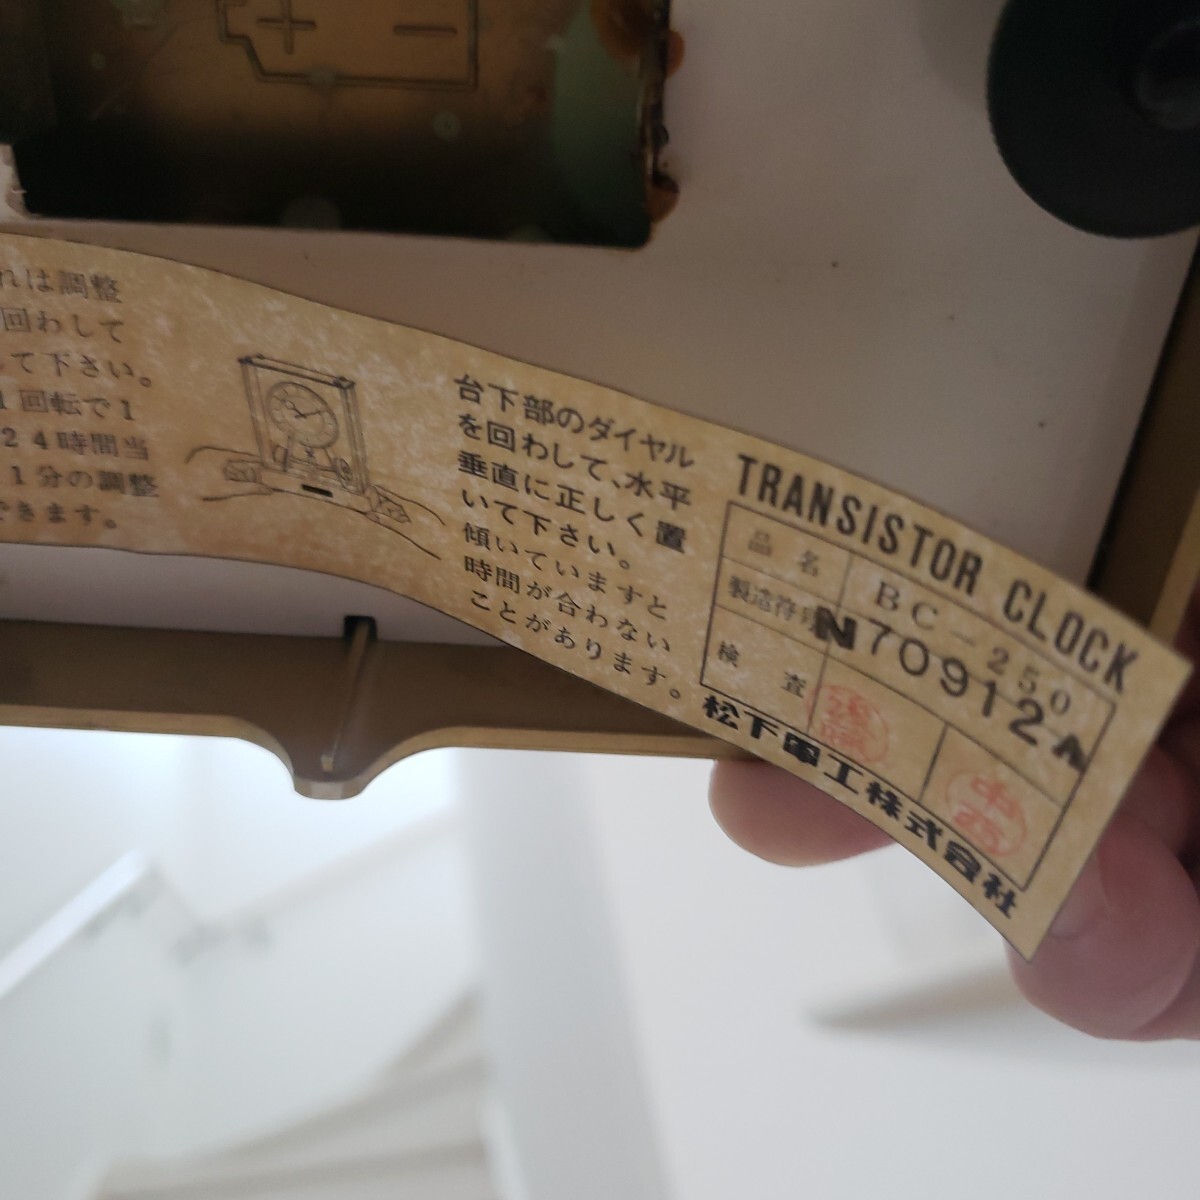 れは調整
回わして
して下さい。
1回転で1
24時間当
1分の調整
できます。
台下部のダイヤル
を回わして、水平
垂直に正しく置
いて下さい。
傾いていますと
時間が合わない
ことがあります。
TRANSISTOR CLOCK
品名 BC-250
製造符 N70912A
検査
松下電工株式会社
+ −